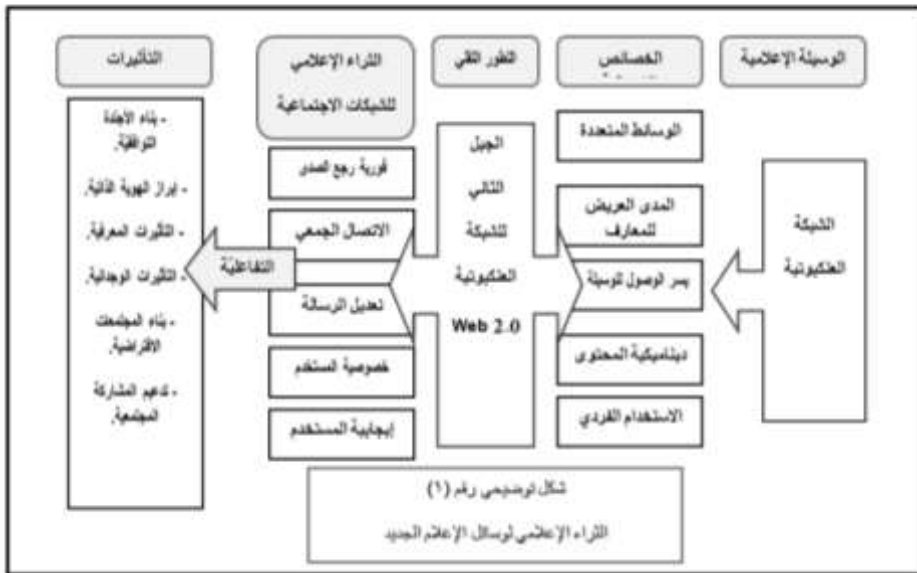 الوسيلة الإعلامية
الخصائص
التطور التقني
الثراء الإعلامي
للشبكات الاجتماعية
التأثيرات
الشبكة
العنكبوتية
الوسائط المتعددة
المدى العريض
للمعارف
يسر الوصول للوسيلة
ديناميكية المحتوى
الاستخدام الفردي
الجيل
الثاني
للشبكة
العنكبوتية
Web 2.0
فورية رجع الصدى
الاتصال الجمعي
تعديل الرسالة
خصوصية المستخدم
إيجابية المستخدم
التفاعلية
- بناء الأجندة
التوافقية.
- إبراز الهوية الذاتية.
- التأثيرات المعرفية.
- التأثيرات الوجدانية.
- بناء المجتمعات
الافتراضية.
- تدعيم المشاركة
المجتمعية.
شكل توضيحي رقم (١)
الثراء الإعلامي لوسائل الإعلام الجديد